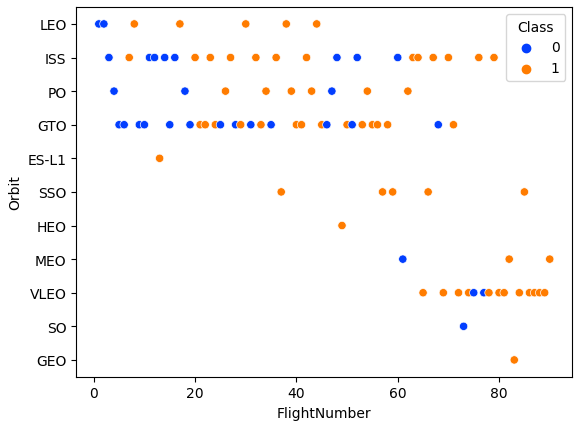 LEO
ISS
PO
GTO
ES-L1
SSO
HEO
MEO
VLEO
SO
GEO
Orbit
Class
0
1
0 20 40 60 80
FlightNumber